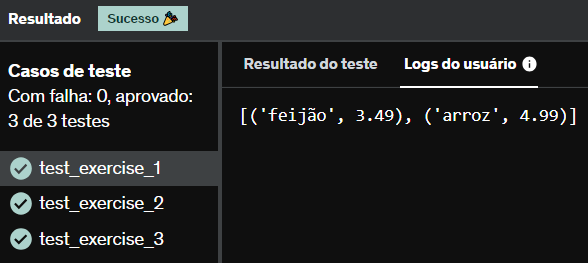 Resultado
Sucesso 🎉
Casos de teste
Com falha: 0, aprovado:
3 de 3 testes
test_exercise_1
test_exercise_2
test_exercise_3
Resultado do teste
Logs do usuário
[('feijão', 3.49), ('arroz', 4.99)]